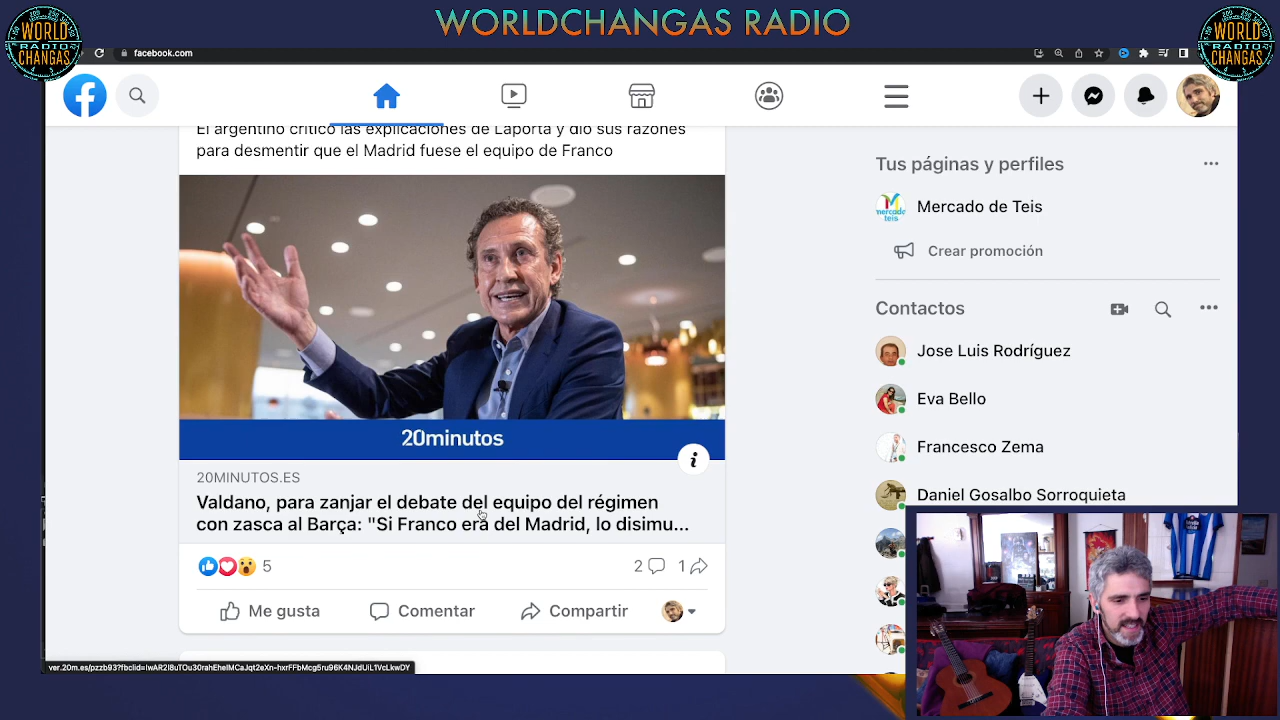 WORLDCHANGAS RADIO
WORLD
RADIO
CHANGAS
WORLD
RADIO
CHANGAS
facebook.com
El argentino criticó las explicaciones de Laporta y dio sus razones
para desmentir que el Madrid fuese el equipo de Franco
20minutos
20MINUTOS.ES
Valdano, para zanjar el debate del equipo del régimen
con zasca al Barça: "Si Franco era del Madrid, lo disimu...
5
2
1
Me gusta
Comentar
Compartir
Tus páginas y perfiles
mercado
teis
Mercado de Teis
Crear promoción
Contactos
Jose Luis Rodríguez
Eva Bello
Francesco Zema
Daniel Gosalbo Sorroquieta